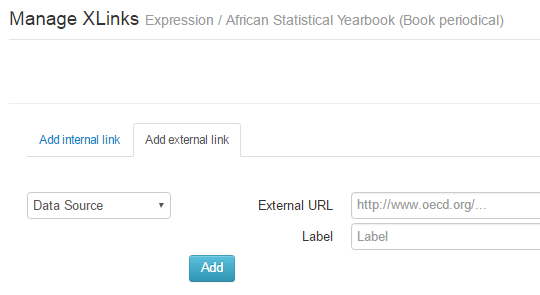 Manage XLinks Expression / African Statistical Yearbook (Book periodical)
Add internal link Add external link
Data Source External URL http://www.oecd.org/...
Label Label
Add